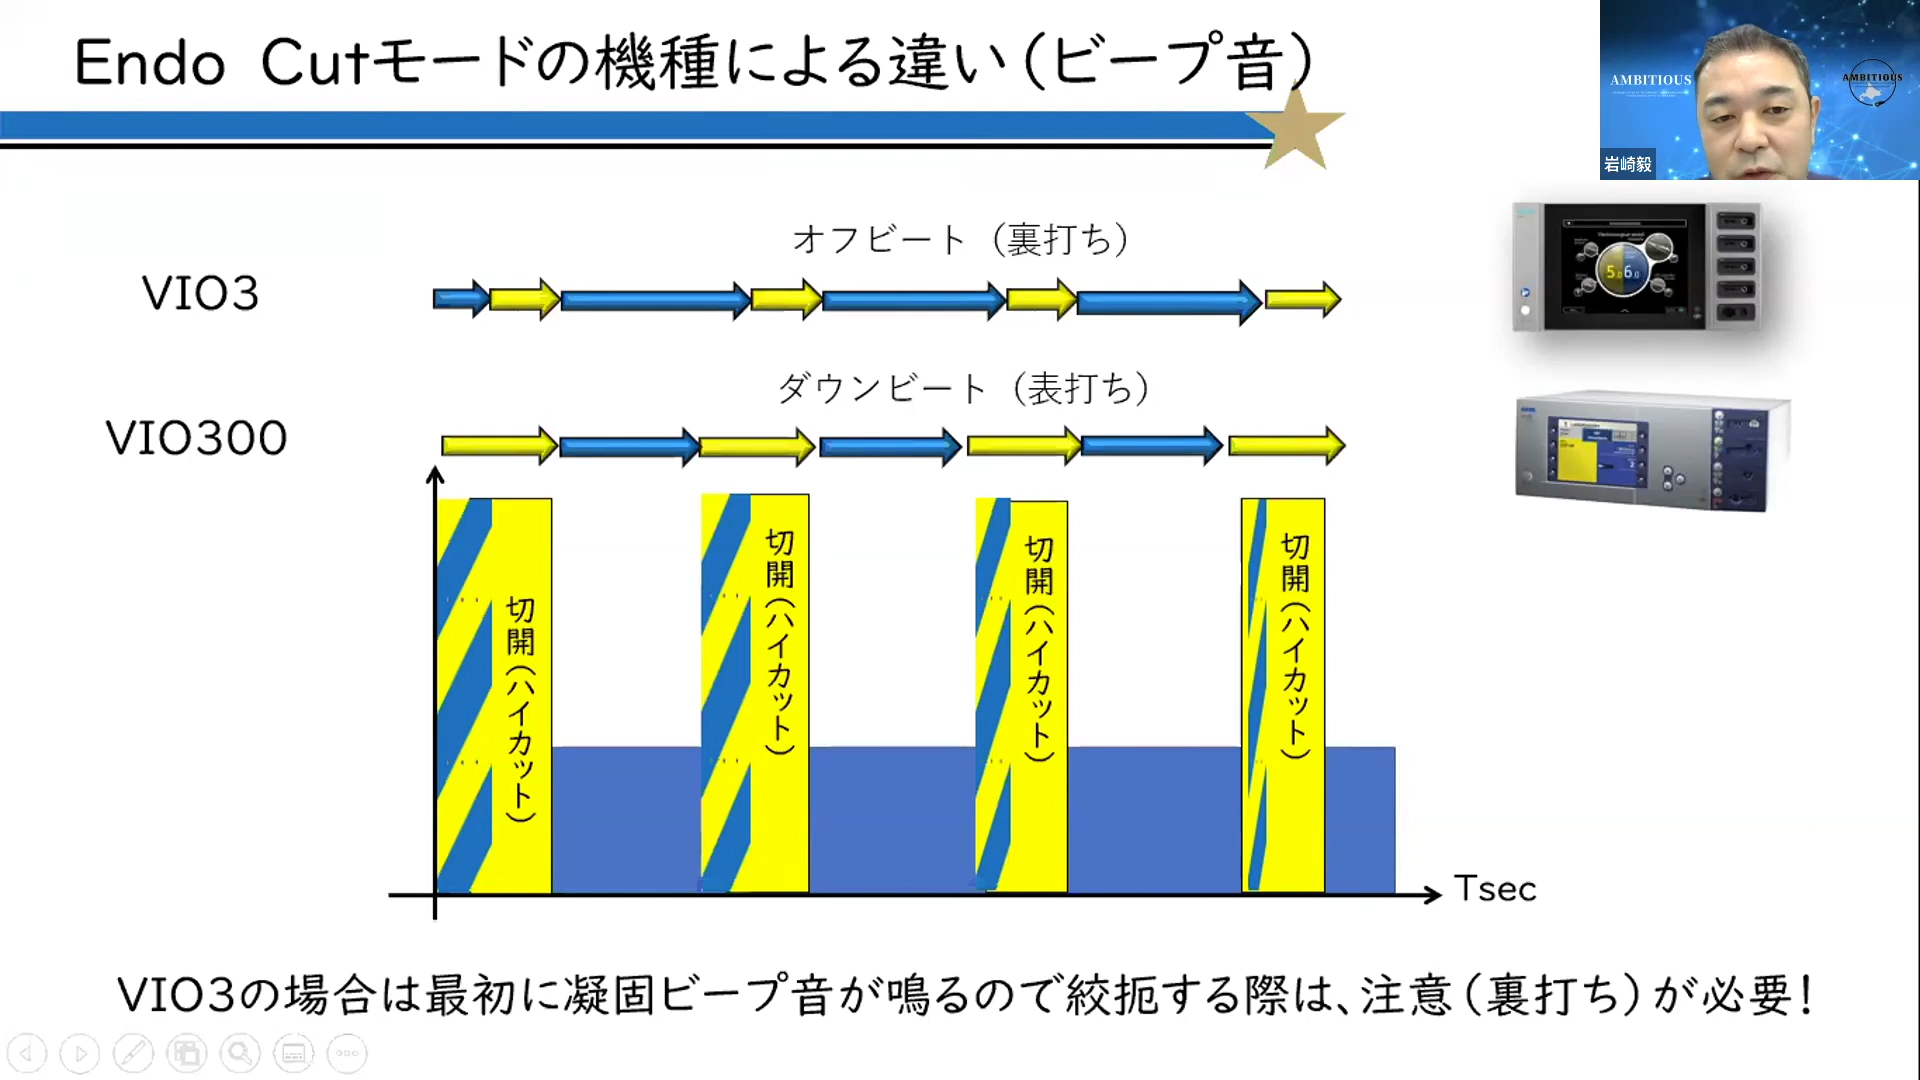 Endo Cutモードの機種による違い(ビープ音)
AMBITIOUS
AMBITIOUS
岩崎毅
オフビート(裏打ち)
VIO3
5.0 6.0
ダウンビート(表打ち)
VIO300
切開(ハイカット)
切開(ハイカット)
切開(ハイカット)
切開(ハイカット)
Tsec
VIO3の場合は最初に凝固ビープ音が鳴るので絞扼する際は、注意(裏打ち)が必要!